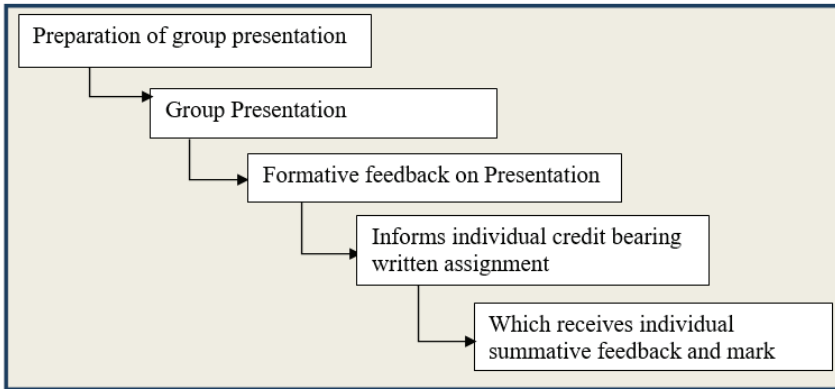 Preparation of group presentation
Group Presentation
Formative feedback on Presentation
Informs individual credit bearing
written assignment
Which receives individual
summative feedback and mark